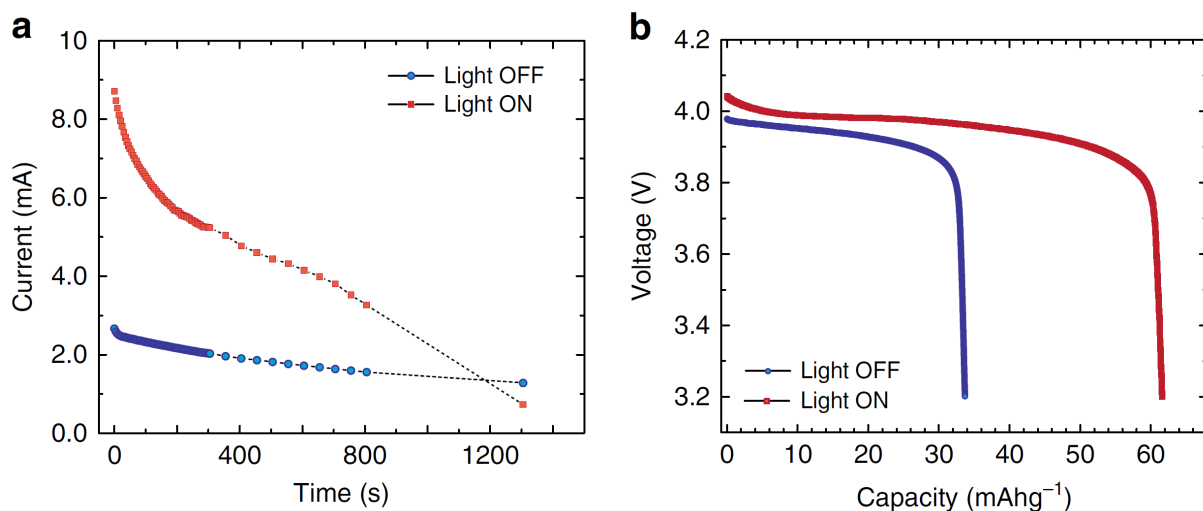 a
10
8.0
6.0
4.0
2.0
0.0
Current (mA)
0
400
800
1200
Time (s)
Light OFF
Light ON
b
4.2
4.0
3.8
3.6
3.4
3.2
Voltage (V)
0
10
20
30
40
50
60
Capacity (mAhg⁻¹)
Light OFF
Light ON